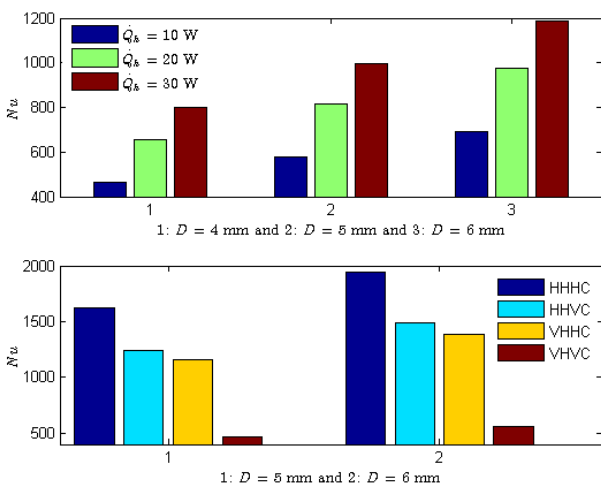 1200
1000
800
600
400
Nu
Q̇ₕ = 10 W
Q̇ₕ = 20 W
Q̇ₕ = 30 W
1 2 3
1: D = 4 mm and 2: D = 5 mm and 3: D = 6 mm
2000
1500
1000
500
Nu
HHHC
HHVC
VHHC
VHVC
1 2
1: D = 5 mm and 2: D = 6 mm